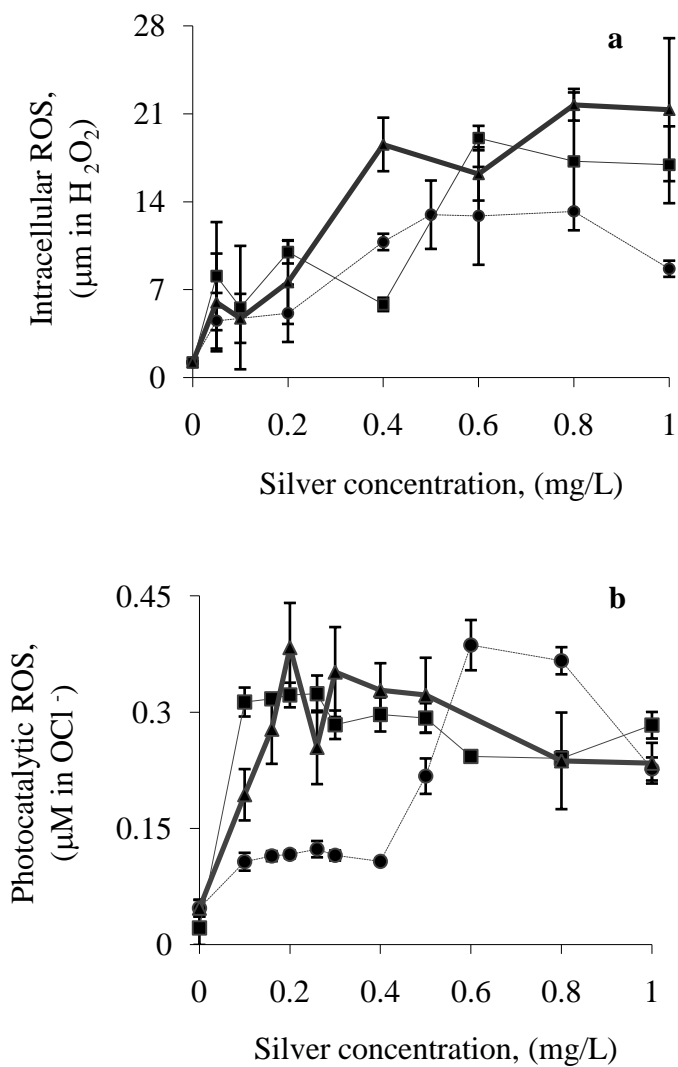 a
Intracellular ROS,
(µm in H2O2)
28
21
14
7
0
0 0.2 0.4 0.6 0.8 1
Silver concentration, (mg/L)
b
Photocatalytic ROS,
(µM in OCl-)
0.45
0.3
0.15
0
0 0.2 0.4 0.6 0.8 1
Silver concentration, (mg/L)